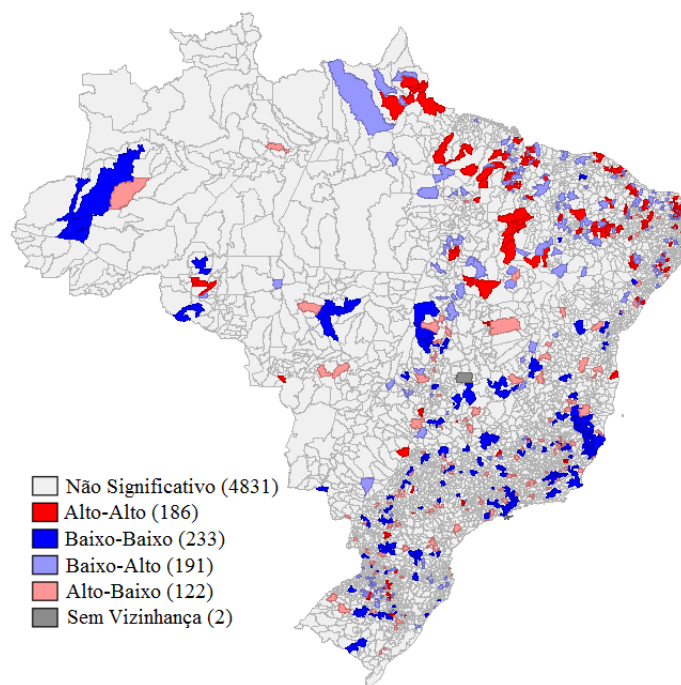 Não Significativo (4831)
Alto-Alto (186)
Baixo-Baixo (233)
Baixo-Alto (191)
Alto-Baixo (122)
Sem Vizinhança (2)